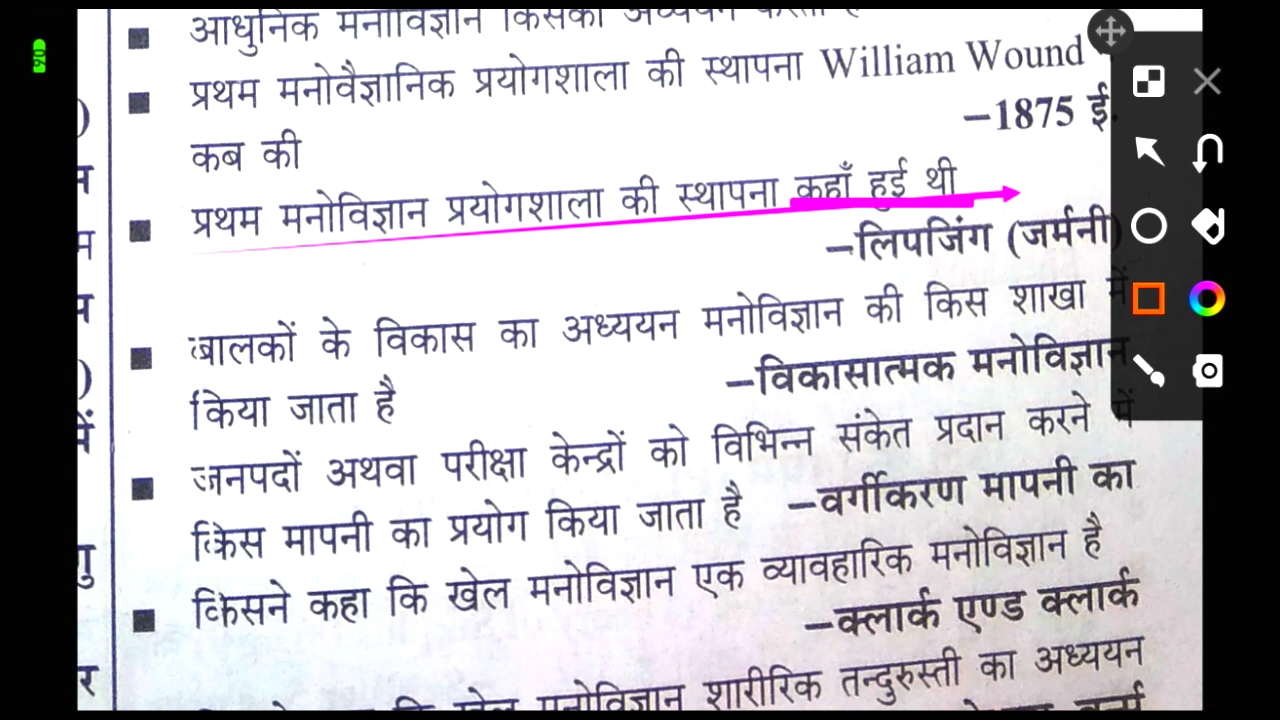 ■ आधुनिक मनोविज्ञान किसका अध्ययन करता है
■ प्रथम मनोवैज्ञानिक प्रयोगशाला की स्थापना William Wound
कब की –1875 ई.
■ प्रथम मनोविज्ञान प्रयोगशाला की स्थापना कहाँ हुई थी
–लिपजिंग (जर्मनी)
■ बालकों के विकास का अध्ययन मनोविज्ञान की किस शाखा में
किया जाता है –विकासात्मक मनोविज्ञान
■ जनपदों अथवा परीक्षा केन्द्रों को विभिन्न संकेत प्रदान करने में
किस मापनी का प्रयोग किया जाता है –वर्गीकरण मापनी का
■ किसने कहा कि खेल मनोविज्ञान एक व्यावहारिक मनोविज्ञान है
–क्लार्क एण्ड क्लार्क
कि खेल मनोविज्ञान शारीरिक तन्दुरुस्ती का अध्ययन